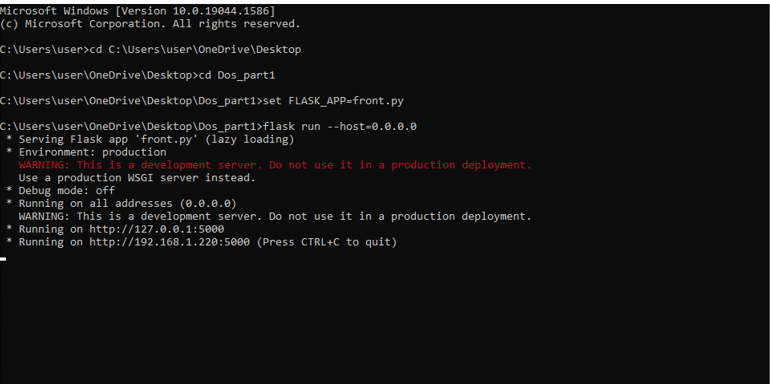 Microsoft Windows [Version 10.0.19044.1586]
(c) Microsoft Corporation. All rights reserved.
C:\Users\user>cd C:\Users\user\OneDrive\Desktop
C:\Users\user\OneDrive\Desktop>cd Dos_part1
C:\Users\user\OneDrive\Desktop\Dos_part1>set FLASK_APP=front.py
C:\Users\user\OneDrive\Desktop\Dos_part1>flask run --host=0.0.0.0
 * Serving Flask app 'front.py' (lazy loading)
 * Environment: production
   WARNING: This is a development server. Do not use it in a production deployment.
   Use a production WSGI server instead.
 * Debug mode: off
 * Running on all addresses (0.0.0.0)
   WARNING: This is a development server. Do not use it in a production deployment.
 * Running on http://127.0.0.1:5000
 * Running on http://192.168.1.220:5000 (Press CTRL+C to quit)